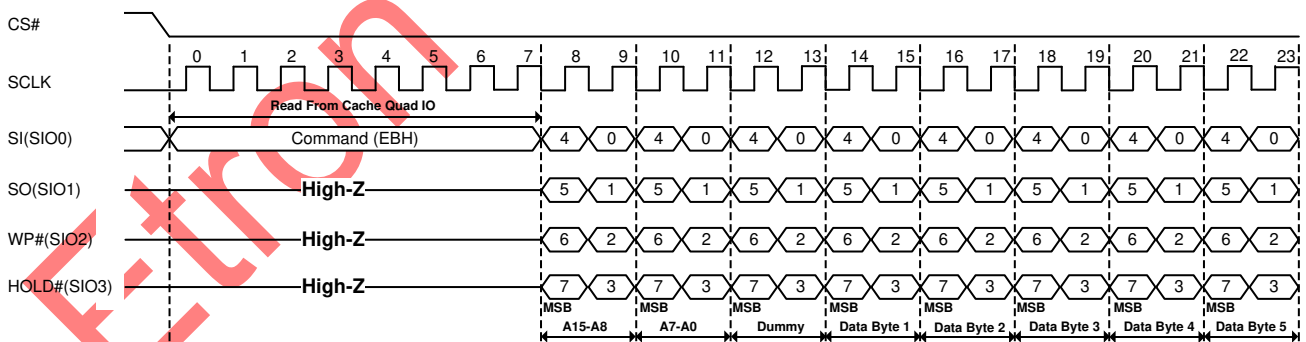 CS#
0 1 2 3 4 5 6 7 8 9 10 11 12 13 14 15 16 17 18 19 20 21 22 23
SCLK
Read From Cache Quad IO
SI(SIO0) Command (EBH) 4 0 4 0 4 0 4 0 4 0 4 0 4 0 4 0
SO(SIO1) High-Z 5 1 5 1 5 1 5 1 5 1 5 1 5 1 5 1
WP#(SIO2) High-Z 6 2 6 2 6 2 6 2 6 2 6 2 6 2 6 2
HOLD#(SIO3) High-Z 7 3 7 3 7 3 7 3 7 3 7 3 7 3 7 3
MSB MSB MSB MSB MSB MSB MSB MSB
A15-A8 A7-A0 Dummy Data Byte 1 Data Byte 2 Data Byte 3 Data Byte 4 Data Byte 5
Etron